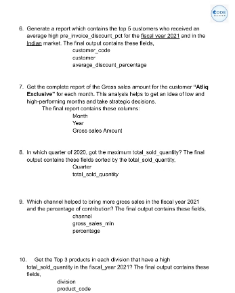 6. Generate a report which contains the top 5 customers who received an
average high pre_invoice_discount_pct for the fiscal year 2021 and in the
Indian market. The final output contains these fields,
customer_code
customer
average_discount_percentage
7. Get the complete report of the Gross sales amount for the customer "Atliq
Exclusive" for each month. This analysis helps to get an idea of low and
high-performing months and take strategic decisions.
The final report contains these columns:
Month
Year
Gross sales Amount
8. In which quarter of 2020, got the maximum total_sold_quantity? The final
output contains these fields sorted by the total_sold_quantity,
Quarter
total_sold_quantity
9. Which channel helped to bring more gross sales in the fiscal year 2021
and the percentage of contribution? The final output contains these fields,
channel
gross_sales_mln
percentage
10. Get the Top 3 products in each division that have a high
total_sold_quantity in the fiscal_year 2021? The final output contains these
fields,
division
product_code